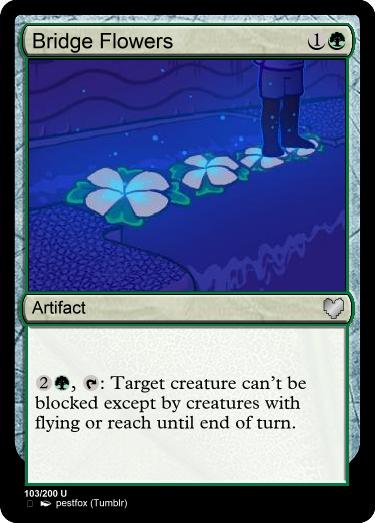 Bridge Flowers 1
Artifact
2, : Target creature can't be
blocked except by creatures with
flying or reach until end of turn.
103/200 U
pestfox (Tumblr)